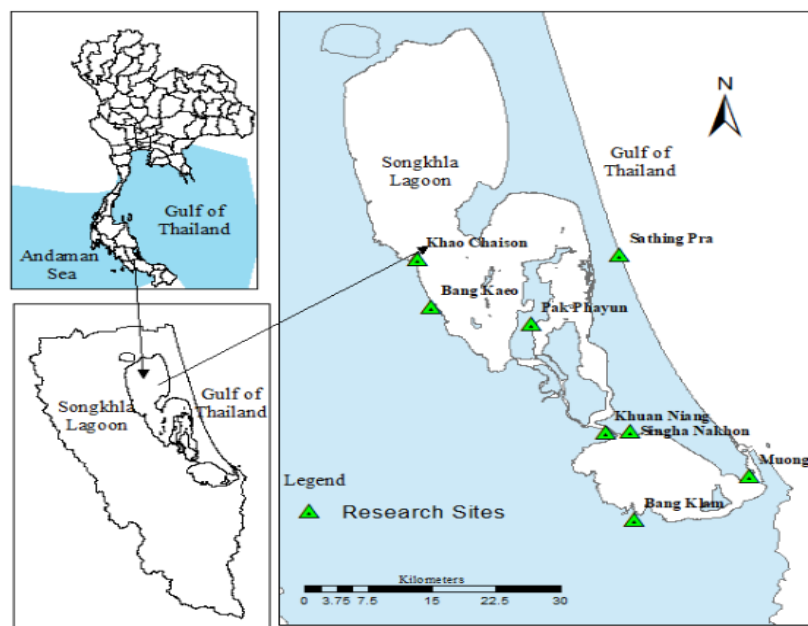 Gulf of
Thailand
Andaman
Sea
Gulf of
Thailand
Songkhla
Lagoon
N
Gulf of
Thailand
Songkhla
Lagoon
Sathing Pra
Khao Chaison
Bang Kaeo
Pak Phayun
Khuan Niang
Singha Nakhon
Muong
Bang Klam
Legend
Research Sites
Kilometers
0 3.75 7.5 15 22.5 30